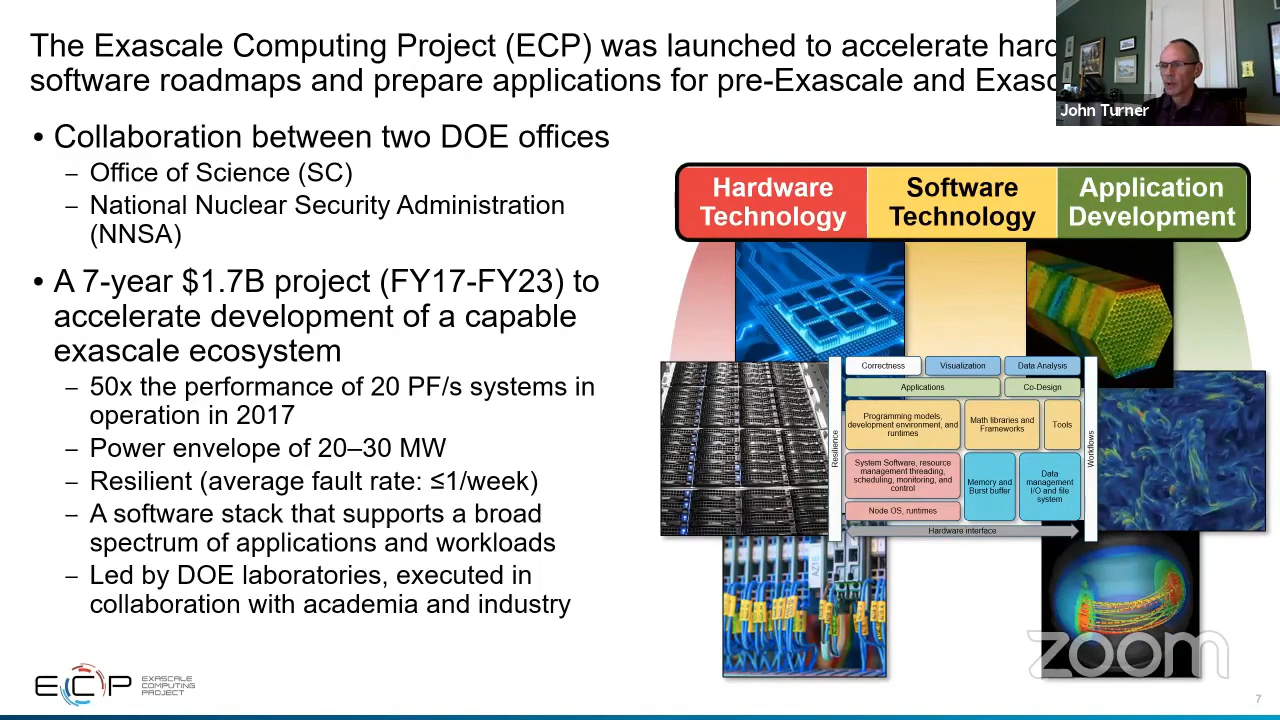 The Exascale Computing Project (ECP) was launched to accelerate hard
software roadmaps and prepare applications for pre-Exascale and Exasc
John Turner
• Collaboration between two DOE offices
– Office of Science (SC)
– National Nuclear Security Administration
(NNSA)
• A 7-year $1.7B project (FY17-FY23) to
accelerate development of a capable
exascale ecosystem
– 50x the performance of 20 PF/s systems in
operation in 2017
– Power envelope of 20–30 MW
– Resilient (average fault rate: ≤1/week)
– A software stack that supports a broad
spectrum of applications and workloads
– Led by DOE laboratories, executed in
collaboration with academia and industry
Hardware
Technology
Software
Technology
Application
Development
Correctness
Visualization
Data Analysis
Applications
Co-Design
Programming models,
development environment, and
runtimes
Math libraries and
Frameworks
Tools
System Software, resource
management threading,
scheduling, monitoring, and
control
Memory and
Burst buffer
Data
management
I/O and file
system
Node OS, runtimes
Hardware interface
Resilience
Workflows
zoom
ECP
EXASCALE
COMPUTING
PROJECT
7